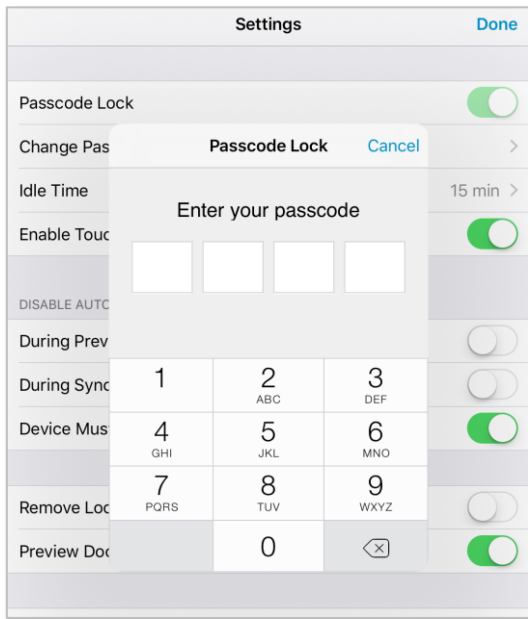 Settings
Done
Passcode Lock
Change Pas
Idle Time
15 min
Enable Touc
DISABLE AUTO
During Prev
During Sync
Device Mus
Remove Loc
Preview Doc
Passcode Lock
Cancel
Enter your passcode
1
2
3
ABC
DEF
4
5
6
GHI
JKL
MNO
7
8
9
PQRS
TUV
WXYZ
0